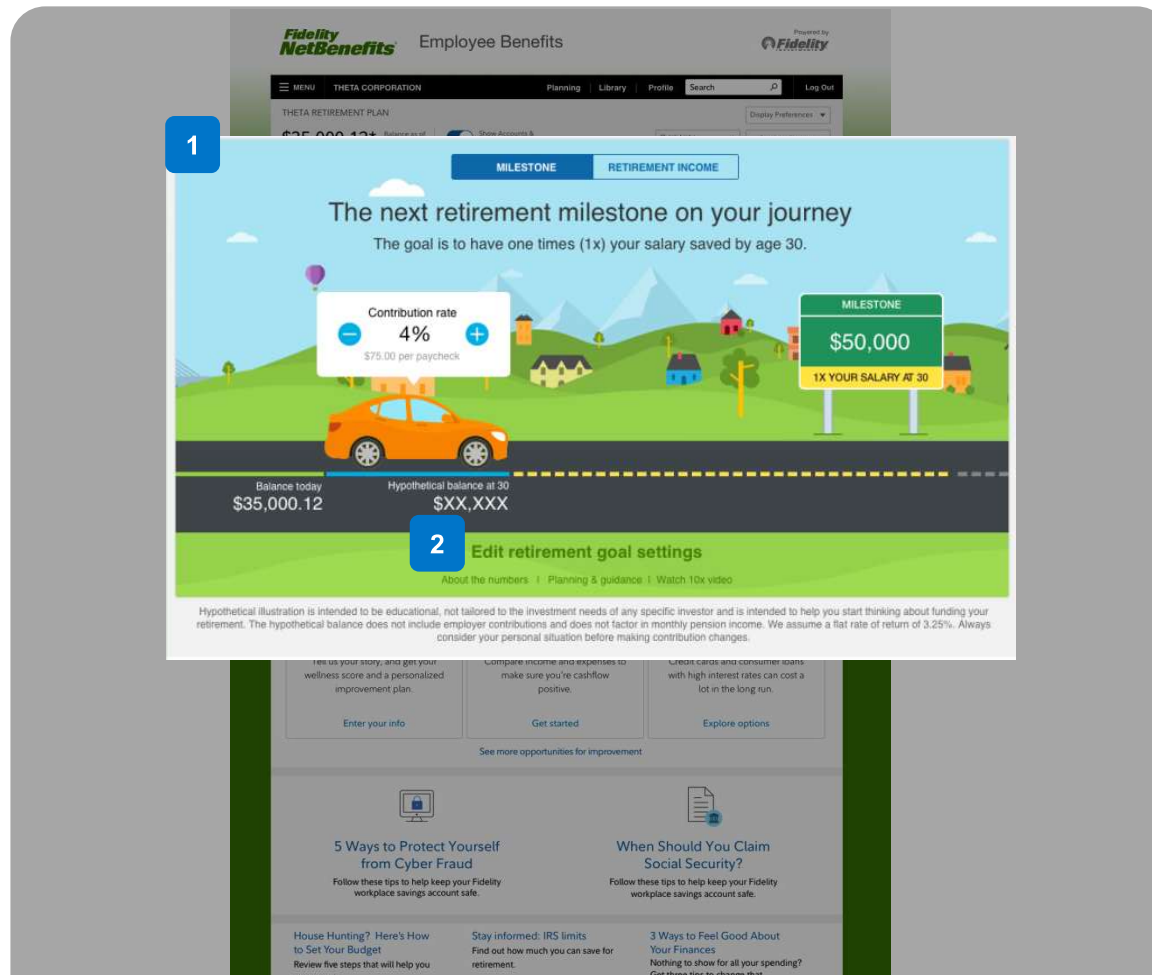 Fidelity
NetBenefits
Employee Benefits
Powered by
Fidelity
MENU THETA CORPORATION Planning Library Profile Search Log Out
THETA RETIREMENT PLAN
Display Preferences
$35,000.12* Balance as of
Show Accounts &
1
MILESTONE
RETIREMENT INCOME
The next retirement milestone on your journey
The goal is to have one times (1x) your salary saved by age 30.
Contribution rate
4%
$75.00 per paycheck
MILESTONE
$50,000
1X YOUR SALARY AT 30
Balance today
$35,000.12
Hypothetical balance at 30
$XX,XXX
2
Edit retirement goal settings
About the numbers | Planning & guidance | Watch 10x video
Hypothetical illustration is intended to be educational, not tailored to the investment needs of any specific investor and is intended to help you start thinking about funding your
retirement. The hypothetical balance does not include employer contributions and does not factor in monthly pension income. We assume a flat rate of return of 3.25%. Always
consider your personal situation before making contribution changes.
Tell us your story, and get your
wellness score and a personalized
improvement plan.
Enter your info
Compare income and expenses to
make sure you're cashflow
positive.
Get started
Credit cards and consumer loans
with high interest rates can cost a
lot in the long run.
Explore options
See more opportunities for improvement
5 Ways to Protect Yourself
from Cyber Fraud
Follow these tips to help keep your Fidelity
workplace savings account safe.
When Should You Claim
Social Security?
Follow these tips to help keep your Fidelity
workplace savings account safe.
House Hunting? Here's How
to Set Your Budget
Review five steps that will help you
Stay informed: IRS limits
Find out how much you can save for
retirement.
3 Ways to Feel Good About
Your Finances
Nothing to show for all your spending?
Get three tips to change that